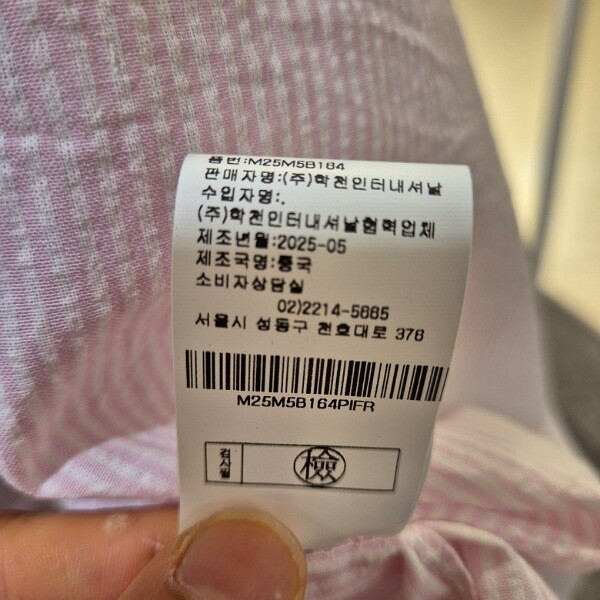 품번:M25M5B164
판매자명:(주)학천인터내셔날
수입자명:.
(주)학천인터내셔날협력업체
제조년월:2025-05
제조국명:중국
소비자상담실
02)2214-5885
서울시 성동구 천호대로 376
M25M5B164PIFR
검사필
檢